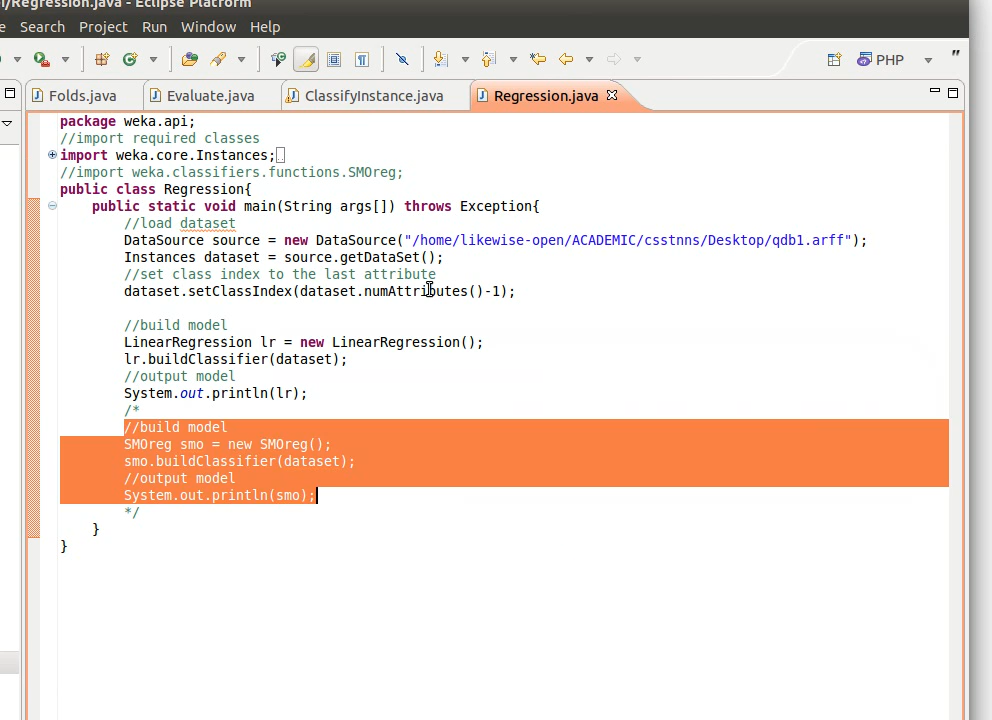 i/Regression.java - Eclipse Platform
e Search Project Run Window Help
PHP
"
Folds.java Evaluate.java ClassifyInstance.java Regression.java
package weka.api;
//import required classes
import weka.core.Instances;
//import weka.classifiers.functions.SMOreg;
public class Regression{
public static void main(String args[]) throws Exception{
//load dataset
DataSource source = new DataSource("/home/likewise-open/ACADEMIC/csstnns/Desktop/qdb1.arff");
Instances dataset = source.getDataSet();
//set class index to the last attribute
dataset.setClassIndex(dataset.numAttributes()-1);
//build model
LinearRegression lr = new LinearRegression();
lr.buildClassifier(dataset);
//output model
System.out.println(lr);
/*
//build model
SMOreg smo = new SMOreg();
smo.buildClassifier(dataset);
//output model
System.out.println(smo);
*/
}
}